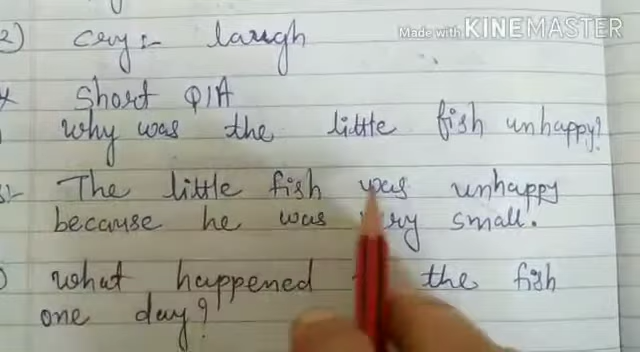 Made with KINEMASTER
2) cry :- laugh
Short Q/A
why was the little fish unhappy?
The little fish was unhappy
because he was very small.
what happened the fish
one day?